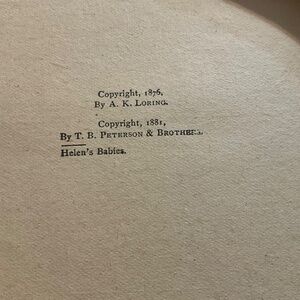 Copyright, 1876,
By A. K. Loring.
Copyright, 1881,
By T. B. Peterson & Brothers.
Helen's Babies.